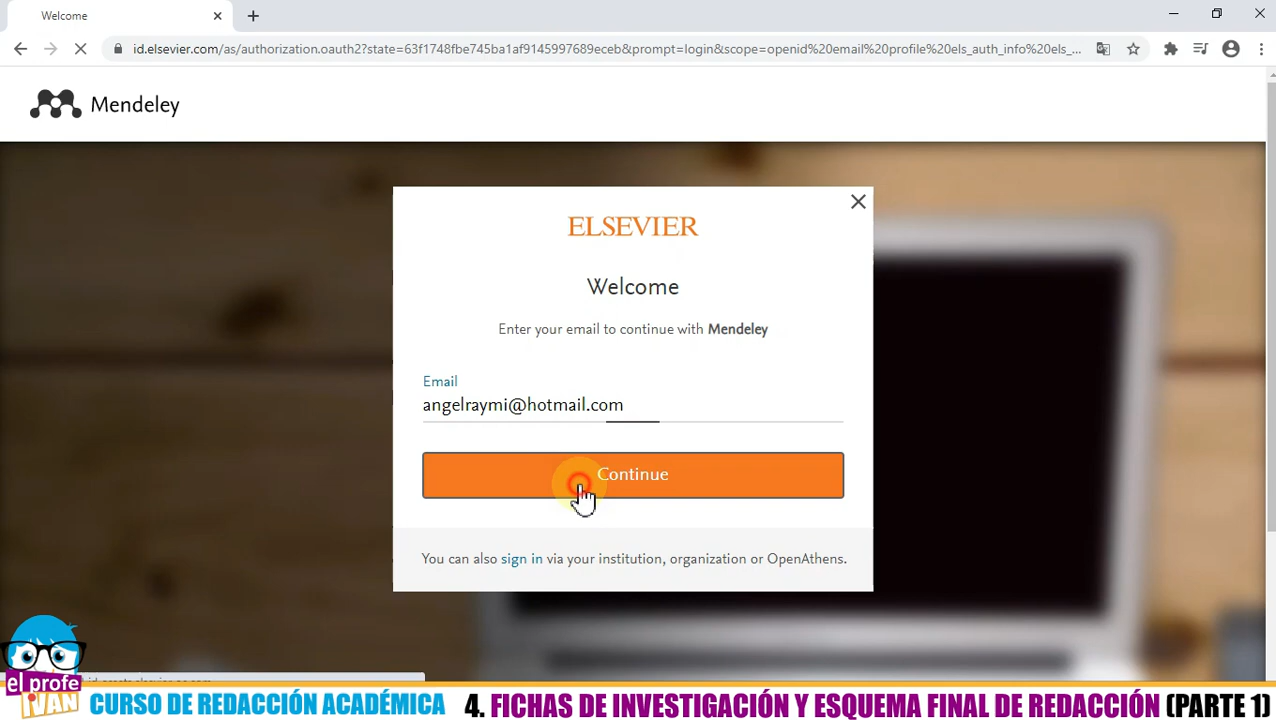 Welcome
id.elsevier.com/as/authorization.oauth2?state=63f1748fbe745ba1af9145997689eceb&prompt=login&scope=openid%20email%20profile%20els_auth_info%20els_...
Mendeley
ELSEVIER
Welcome
Enter your email to continue with Mendeley
Email
angelraymi@hotmail.com
Continue
You can also sign in via your institution, organization or OpenAthens.
el profe
IVAN
CURSO DE REDACCIÓN ACADÉMICA 4. FICHAS DE INVESTIGACIÓN Y ESQUEMA FINAL DE REDACCIÓN (PARTE 1)